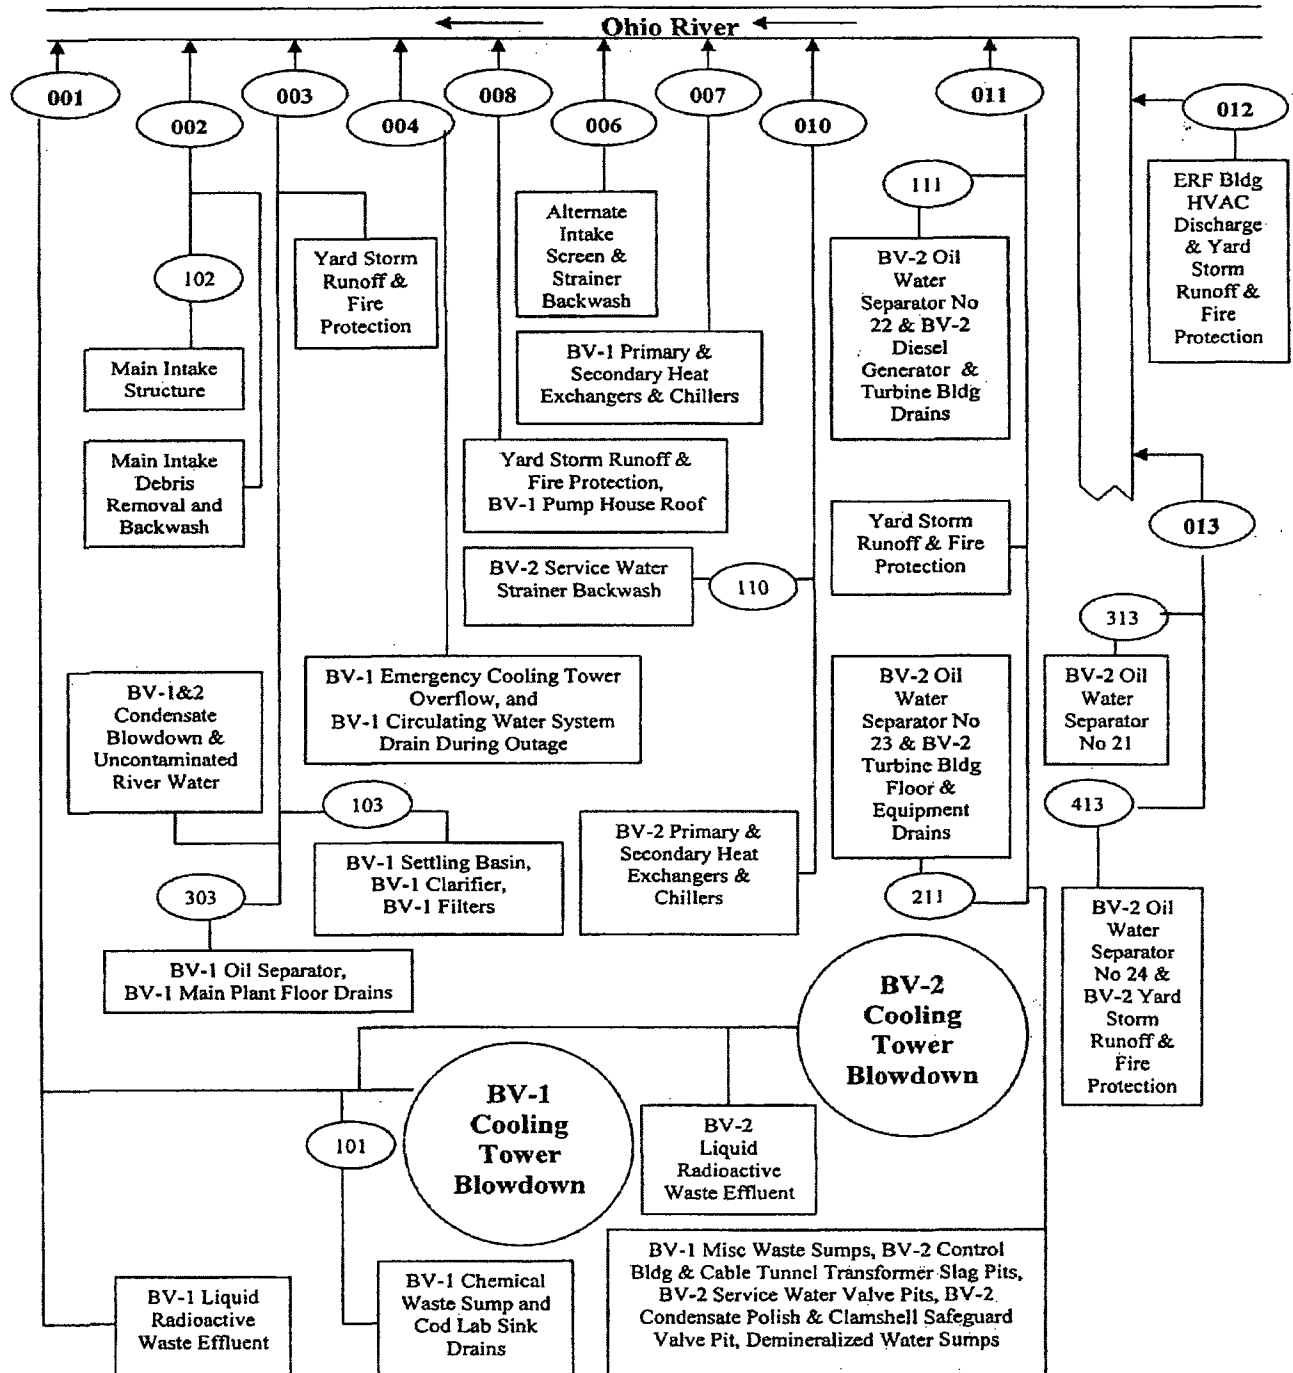 Ohio River
001
002
003
004
008
006
007
010
011
012
102
Yard Storm
Runoff &
Fire
Protection
Alternate
Intake
Screen &
Strainer
Backwash
111
ERF Bldg
HVAC
Discharge
& Yard
Storm
Runoff &
Fire
Protection
Main Intake
Structure
BV-1 Primary &
Secondary Heat
Exchangers & Chillers
BV-2 Oil
Water
Separator No
22 & BV-2
Diesel
Generator &
Turbine Bldg
Drains
Main Intake
Debris
Removal and
Backwash
Yard Storm Runoff &
Fire Protection,
BV-1 Pump House Roof
Yard Storm
Runoff & Fire
Protection
013
BV-2 Service Water
Strainer Backwash
110
313
BV-1&2
Condensate
Blowdown &
Uncontaminated
River Water
BV-1 Emergency Cooling Tower
Overflow, and
BV-1 Circulating Water System
Drain During Outage
BV-2 Oil
Water
Separator No
23 & BV-2
Turbine Bldg
Floor &
Equipment
Drains
BV-2 Oil
Water
Separator
No 21
103
413
BV-1 Settling Basin,
BV-1 Clarifier,
BV-1 Filters
BV-2 Primary &
Secondary Heat
Exchangers &
Chillers
303
211
BV-2 Oil
Water
Separator
No 24 &
BV-2 Yard
Storm
Runoff &
Fire
Protection
BV-1 Oil Separator,
BV-1 Main Plant Floor Drains
BV-2
Cooling
Tower
Blowdown
BV-1
Cooling
Tower
Blowdown
101
BV-2
Liquid
Radioactive
Waste Effluent
BV-1 Liquid
Radioactive
Waste Effluent
BV-1 Chemical
Waste Sump and
Cod Lab Sink
Drains
BV-1 Misc Waste Sumps, BV-2 Control
Bldg & Cable Tunnel Transformer Slag Pits,
BV-2 Service Water Valve Pits, BV-2
Condensate Polish & Clamshell Safeguard
Valve Pit, Demineralized Water Sumps